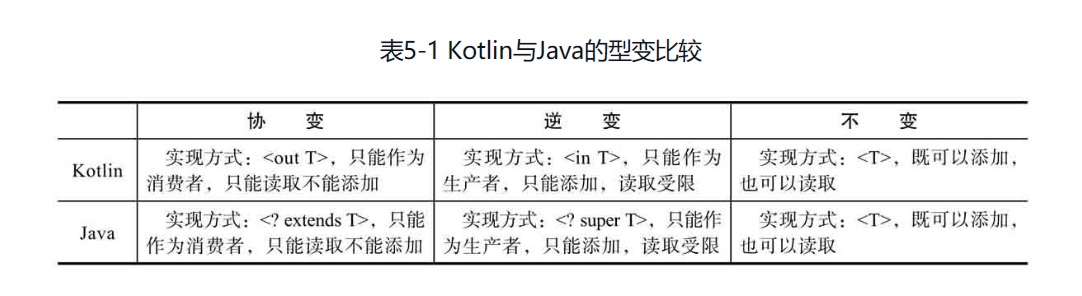 表5-1 Kotlin与Java的型变比较
协 变 逆 变 不 变
Kotlin
实现方式：<out T>，只能作为
消费者，只能读取不能添加
实现方式：<in T>，只能作为
生产者，只能添加，读取受限
实现方式：<T>，既可以添加，
也可以读取
Java
实现方式：<? extends T>，只能
作为消费者，只能读取不能添加
实现方式：<? super T>，只能作
为生产者，只能添加，读取受限
实现方式：<T>，既可以添加，
也可以读取